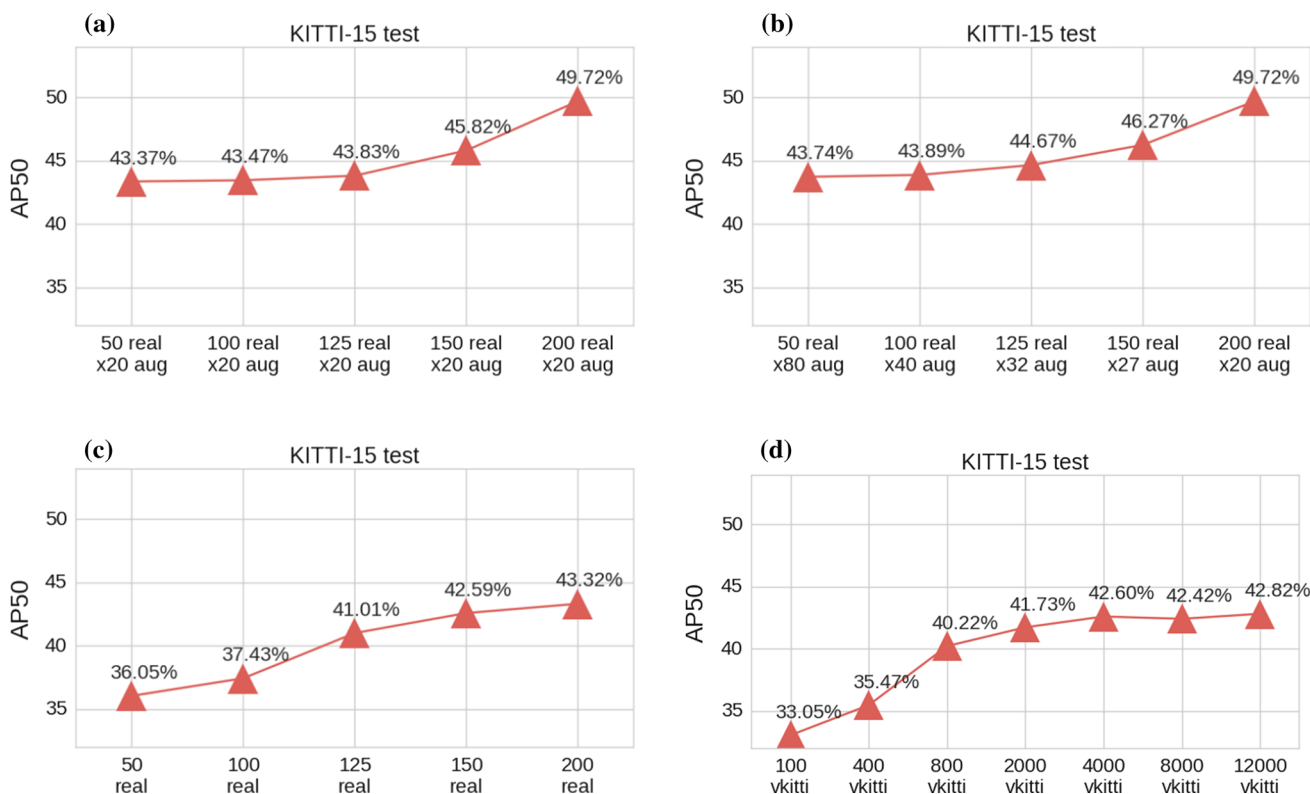 (a)
KITTI-15 test
AP50
50
45
40
35
43.37%
43.47%
43.83%
45.82%
49.72%
50 real 100 real 125 real 150 real 200 real
x20 aug x20 aug x20 aug x20 aug x20 aug
(b)
KITTI-15 test
AP50
50
45
40
35
43.74%
43.89%
44.67%
46.27%
49.72%
50 real 100 real 125 real 150 real 200 real
x80 aug x40 aug x32 aug x27 aug x20 aug
(c)
KITTI-15 test
AP50
50
45
40
35
36.05%
37.43%
41.01%
42.59%
43.32%
50 100 125 150 200
real real real real real
(d)
KITTI-15 test
AP50
50
45
40
35
33.05%
35.47%
40.22%
41.73%
42.60%
42.42%
42.82%
100 400 800 2000 4000 8000 12000
vkitti vkitti vkitti vkitti vkitti vkitti vkitti